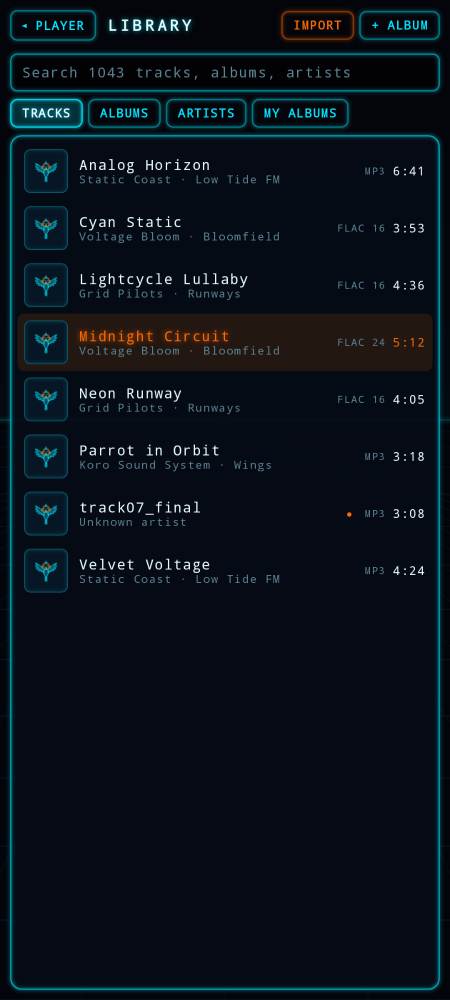 ◂ PLAYER LIBRARY IMPORT + ALBUM
Search 1043 tracks, albums, artists
TRACKS ALBUMS ARTISTS MY ALBUMS
Analog Horizon
Static Coast · Low Tide FM
MP3 6:41
Cyan Static
Voltage Bloom · Bloomfield
FLAC 16 3:53
Lightcycle Lullaby
Grid Pilots · Runways
FLAC 16 4:36
Midnight Circuit
Voltage Bloom · Bloomfield
FLAC 24 5:12
Neon Runway
Grid Pilots · Runways
FLAC 16 4:05
Parrot in Orbit
Koro Sound System · Wings
MP3 3:18
track07_final
Unknown artist
• MP3 3:08
Velvet Voltage
Static Coast · Low Tide FM
MP3 4:24